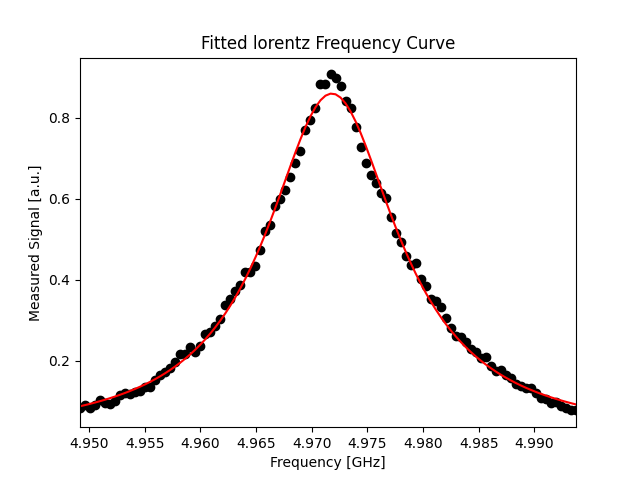 Fitted lorentz Frequency Curve
Measured Signal [a.u.]
0.8
0.6
0.4
0.2
4.950 4.955 4.960 4.965 4.970 4.975 4.980 4.985 4.990
Frequency [GHz]